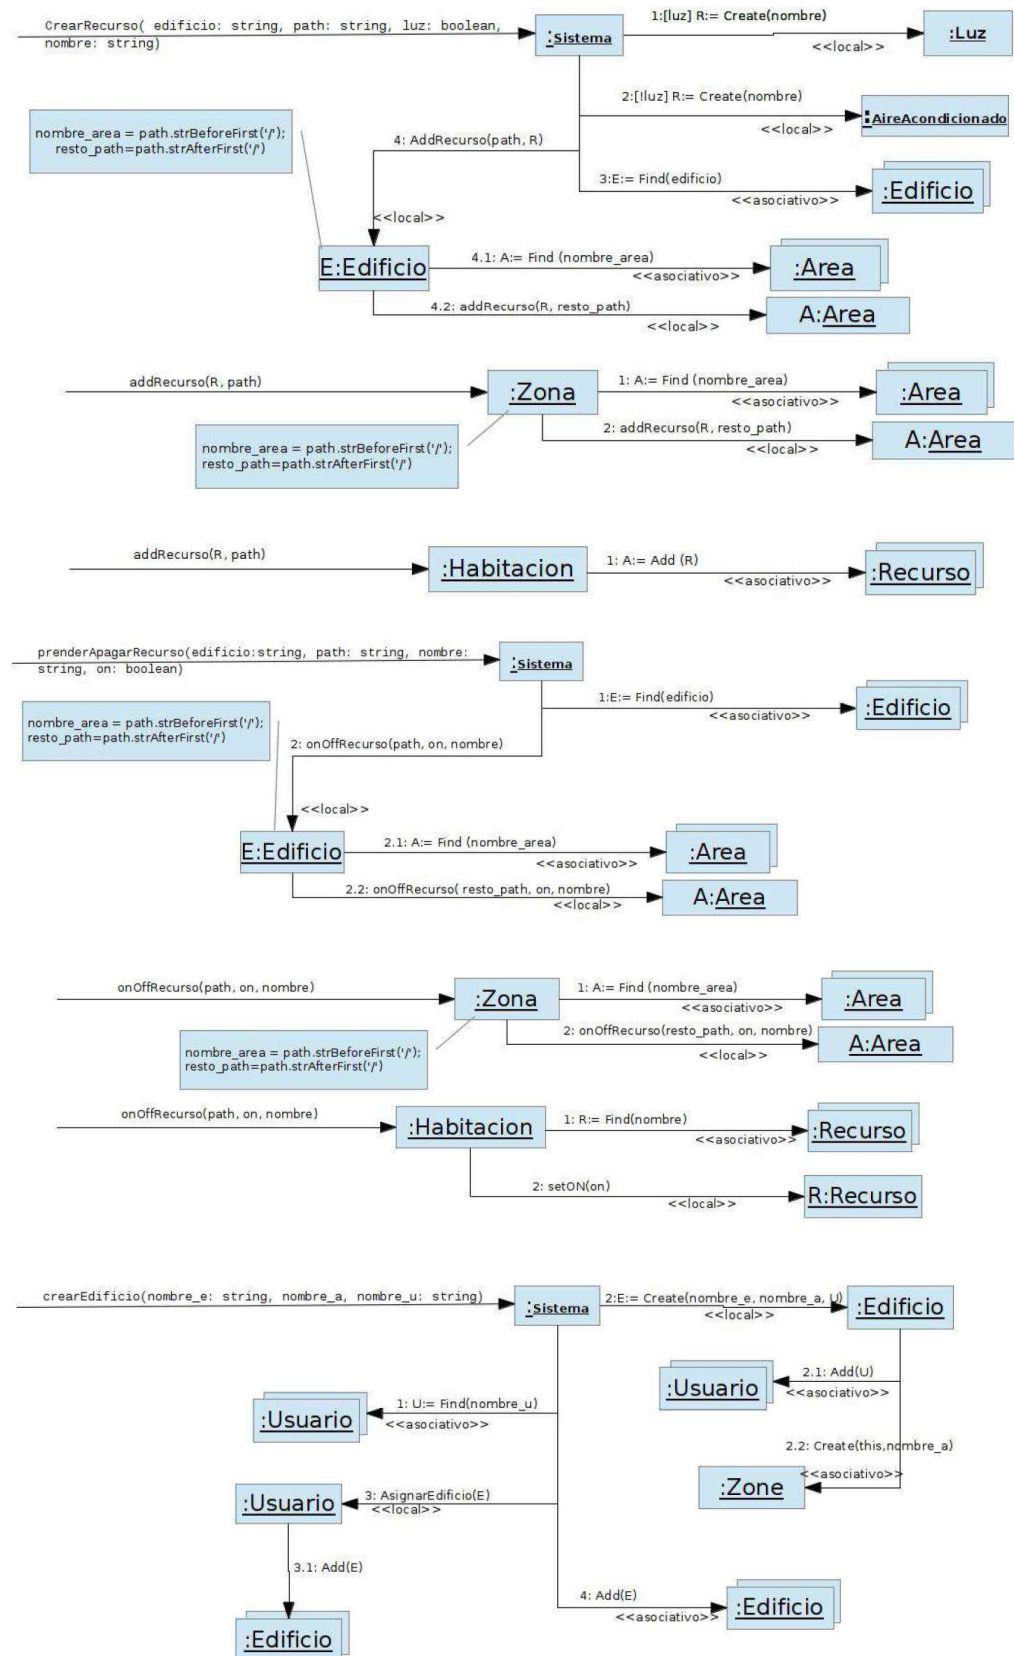 CrearRecurso( edificio: string, path: string, luz: boolean,
nombre: string)
:Sistema
1:[luz] R:= Create(nombre)
<<local>>
:Luz
2:[!luz] R:= Create(nombre)
<<local>>
:AireAcondicionado
nombre_area = path.strBeforeFirst('/');
resto_path=path.strAfterFirst('/')
4: AddRecurso(path, R)
3:E:= Find(edificio)
<<asociativo>>
:Edificio
<<local>>
E:Edificio
4.1: A:= Find (nombre_area)
<<asociativo>>
:Area
4.2: addRecurso(R, resto_path)
<<local>>
A:Area
addRecurso(R, path)
:Zona
1: A:= Find (nombre_area)
<<asociativo>>
:Area
nombre_area = path.strBeforeFirst('/');
resto_path=path.strAfterFirst('/')
2: addRecurso(R, resto_path)
<<local>>
A:Area
addRecurso(R, path)
:Habitacion
1: A:= Add (R)
<<asociativo>>
:Recurso
prenderApagarRecurso(edificio:string, path: string, nombre:
string, on: boolean)
:Sistema
1:E:= Find(edificio)
<<asociativo>>
:Edificio
nombre_area = path.strBeforeFirst('/');
resto_path=path.strAfterFirst('/')
2: onOffRecurso(path, on, nombre)
<<local>>
E:Edificio
2.1: A:= Find (nombre_area)
<<asociativo>>
:Area
2.2: onOffRecurso( resto_path, on, nombre)
<<local>>
A:Area
onOffRecurso(path, on, nombre)
:Zona
1: A:= Find (nombre_area)
<<asociativo>>
:Area
nombre_area = path.strBeforeFirst('/');
resto_path=path.strAfterFirst('/')
2: onOffRecurso(resto_path, on, nombre)
<<local>>
A:Area
onOffRecurso(path, on, nombre)
:Habitacion
1: R:= Find(nombre)
<<asociativo>>
:Recurso
2: setON(on)
<<local>>
R:Recurso
crearEdificio(nombre_e: string, nombre_a, nombre_u: string)
:Sistema
2:E:= Create(nombre_e, nombre_a, U)
<<local>>
:Edificio
2.1: Add(U)
<<asociativo>>
:Usuario
1: U:= Find(nombre_u)
<<asociativo>>
:Usuario
2.2: Create(this,nombre_a)
<<asociativo>>
:Zone
3: AsignarEdificio(E)
<<local>>
:Usuario
3.1: Add(E)
4: Add(E)
<<asociativo>>
:Edificio
:Edificio